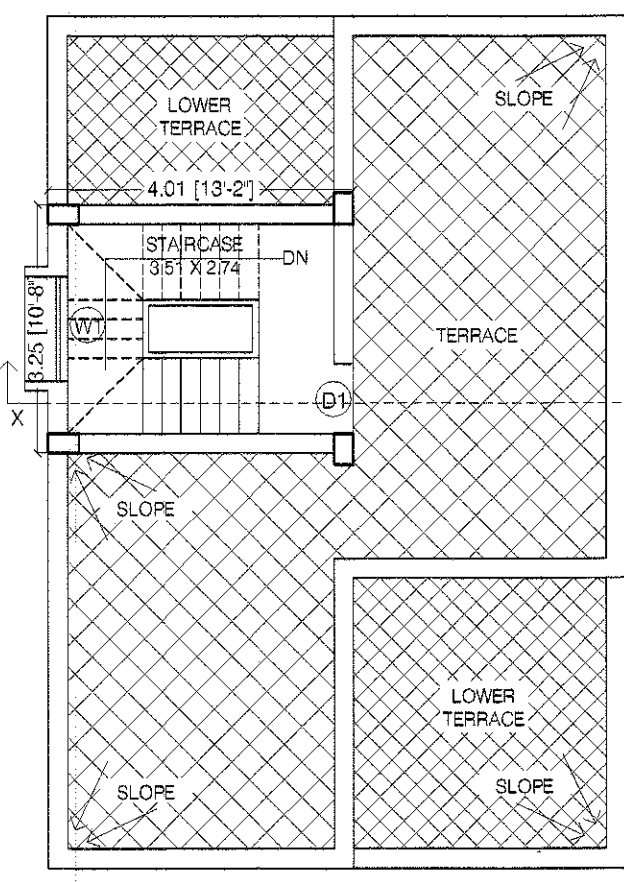 SLOPE
LOWER
TERRACE
4.01 [13'-2"]
STAIRCASE
3.51 X 2.74
DN
3.25 [10'-8"]
W1
TERRACE
D1
X
SLOPE
LOWER
TERRACE
SLOPE
SLOPE